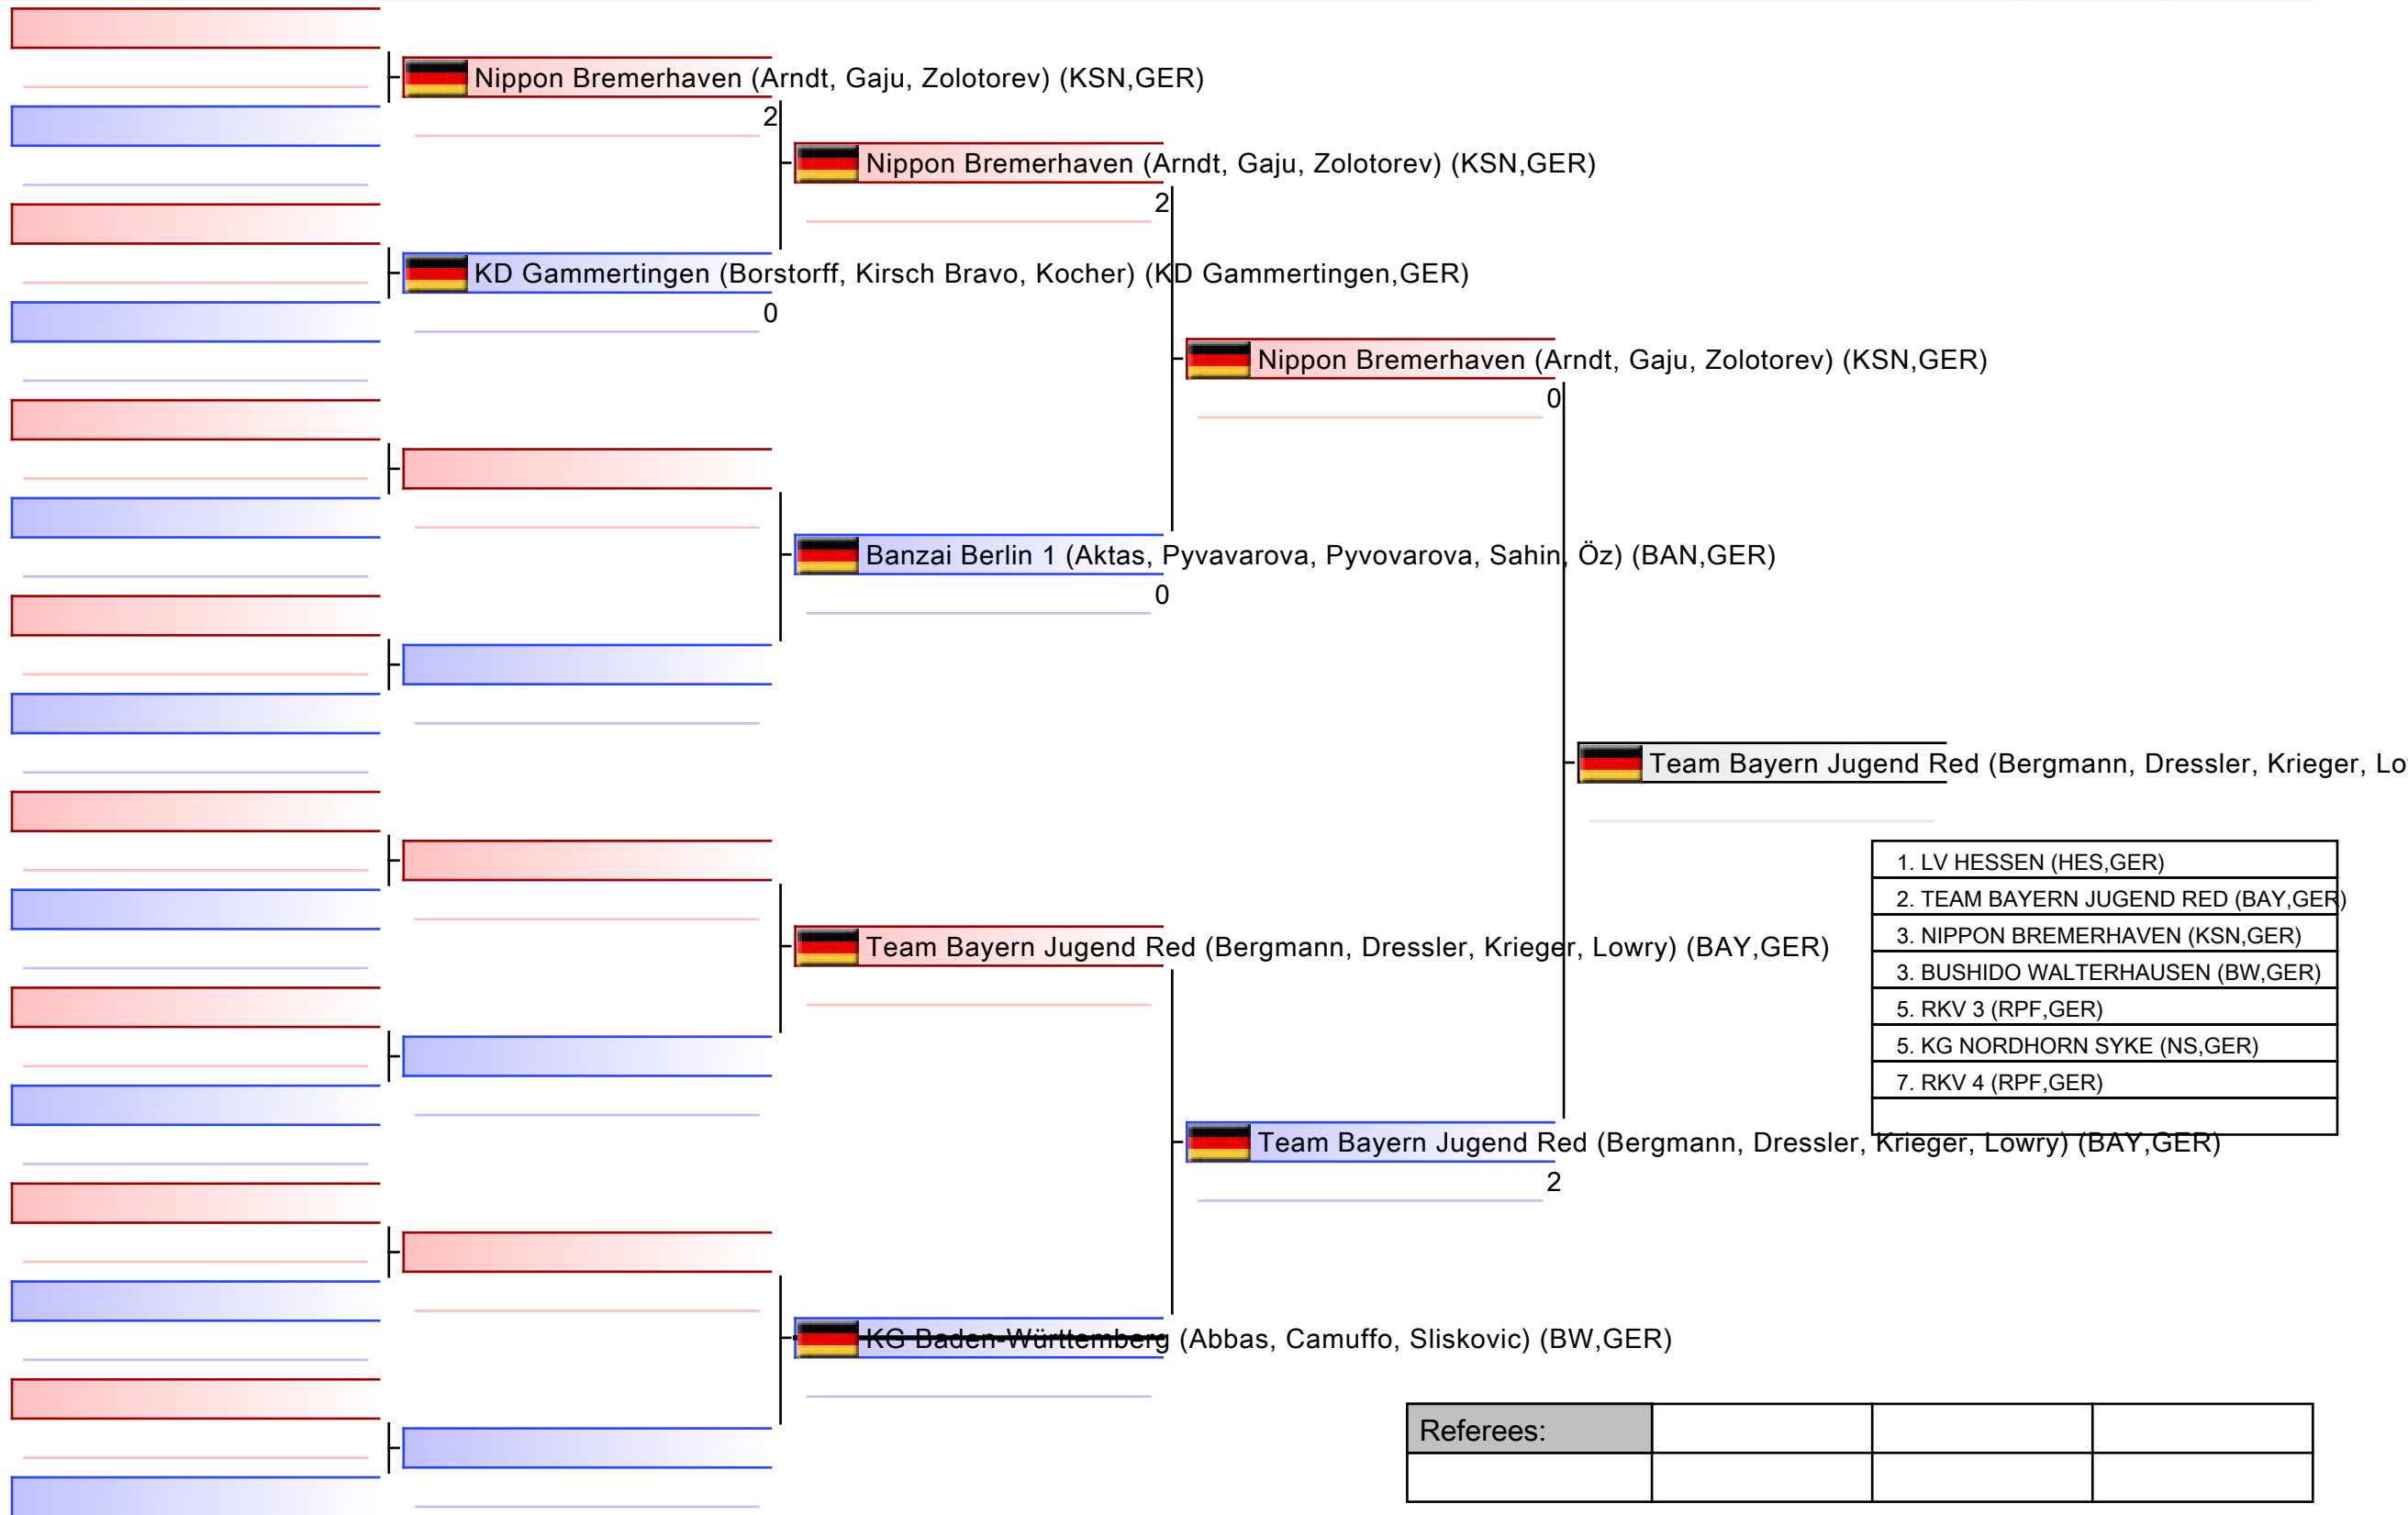 Nippon Bremerhaven (Arndt, Gaju, Zolotorev) (KSN,GER)
2
Nippon Bremerhaven (Arndt, Gaju, Zolotorev) (KSN,GER)
2
KD Gammertingen (Borstorff, Kirsch Bravo, Kocher) (KD Gammertingen,GER)
0
Nippon Bremerhaven (Arndt, Gaju, Zolotorev) (KSN,GER)
0
Banzai Berlin 1 (Aktas, Pyvavarova, Pyvovarova, Sahin, Öz) (BAN,GER)
0
Team Bayern Jugend Red (Bergmann, Dressler, Krieger, Lo
1. LV HESSEN (HES,GER)
2. TEAM BAYERN JUGEND RED (BAY,GER)
3. NIPPON BREMERHAVEN (KSN,GER)
3. BUSHIDO WALTERHAUSEN (BW,GER)
5. RKV 3 (RPF,GER)
5. KG NORDHORN SYKE (NS,GER)
7. RKV 4 (RPF,GER)
Team Bayern Jugend Red (Bergmann, Dressler, Krieger, Lowry) (BAY,GER)
Team Bayern Jugend Red (Bergmann, Dressler, Krieger, Lowry) (BAY,GER)
2
KG Baden-Württemberg (Abbas, Camuffo, Sliskovic) (BW,GER)
Referees: